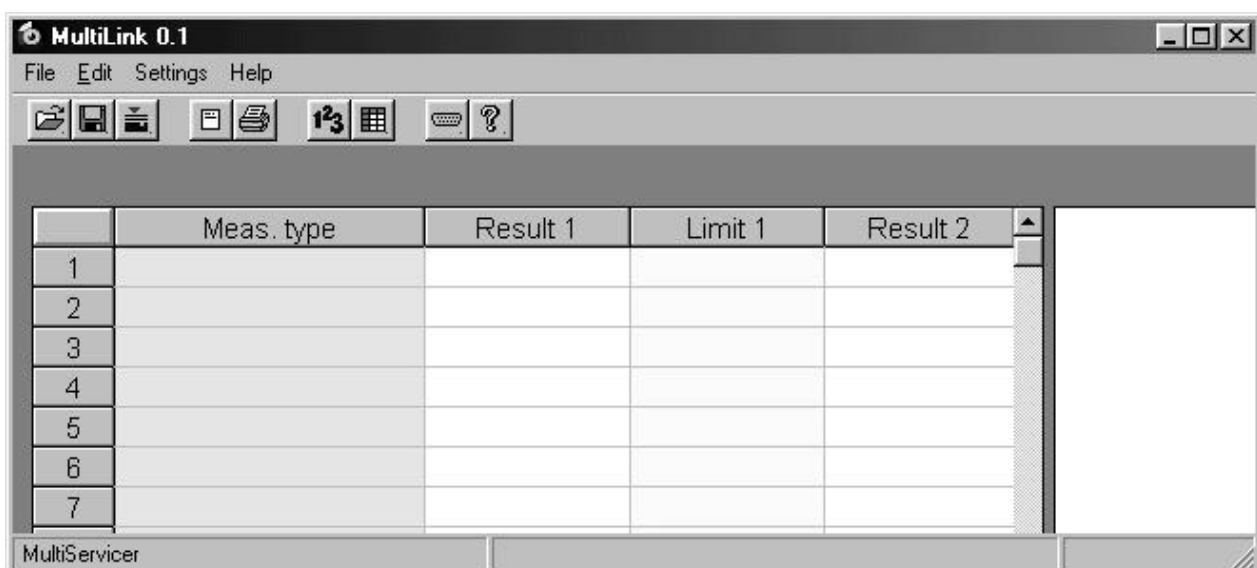 MultiLink 0.1
File Edit Settings Help
123
Meas. type Result 1 Limit 1 Result 2
1
2
3
4
5
6
7
MultiServicer